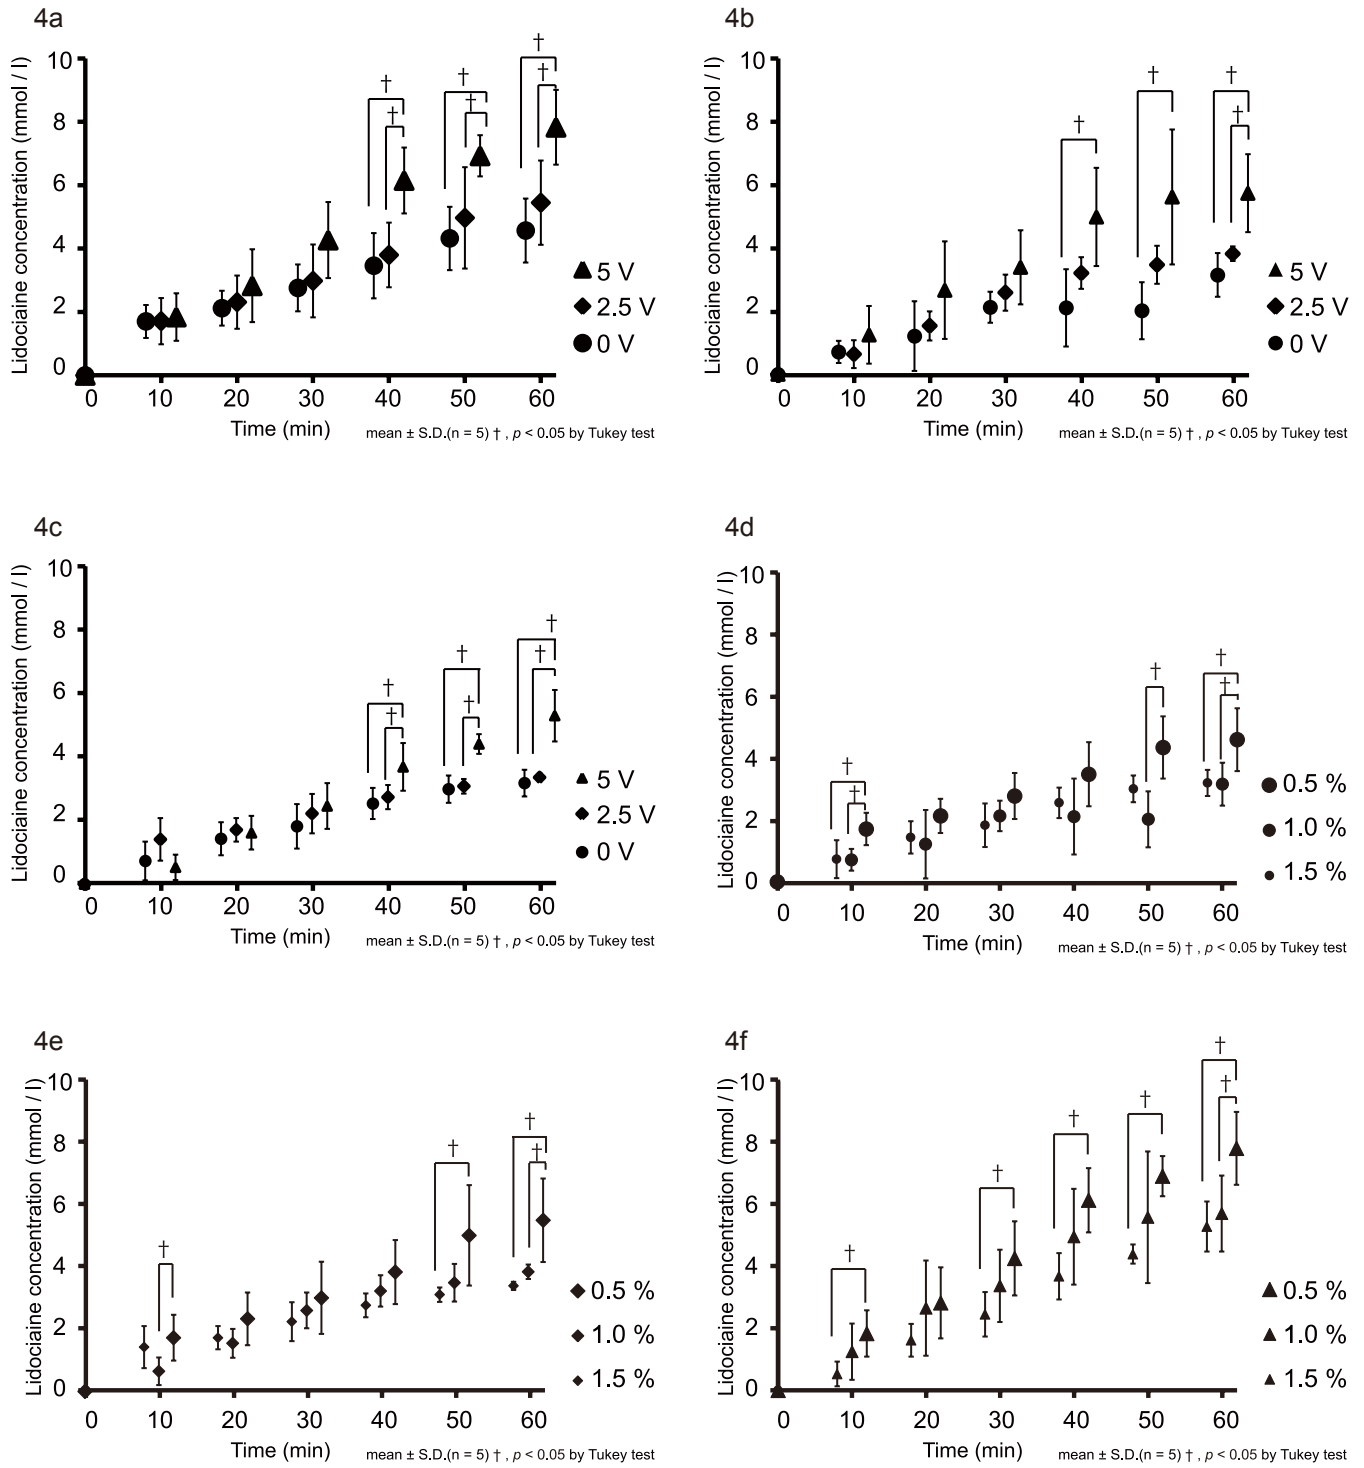 4a
Lidociaine concentration (mmol / l)
10
8
6
4
2
0
† † † † † †
5 V
2.5 V
0 V
0 10 20 30 40 50 60
Time (min)
mean ± S.D.(n = 5) † , p < 0.05 by Tukey test
4b
Lidociaine concentration (mmol / l)
10
8
6
4
2
0
† † † †
5 V
2.5 V
0 V
0 10 20 30 40 50 60
Time (min)
mean ± S.D.(n = 5) † , p < 0.05 by Tukey test
4c
Lidociaine concentration (mmol / l)
10
8
6
4
2
0
† † † † † †
5 V
2.5 V
0 V
0 10 20 30 40 50 60
Time (min)
mean ± S.D.(n = 5) † , p < 0.05 by Tukey test
4d
Lidociaine concentration (mmol / l)
10
8
6
4
2
0
† † † † †
0.5 %
1.0 %
1.5 %
0 10 20 30 40 50 60
Time (min)
mean ± S.D.(n = 5) † , p < 0.05 by Tukey test
4e
Lidociaine concentration (mmol / l)
10
8
6
4
2
0
† † † †
0.5 %
1.0 %
1.5 %
0 10 20 30 40 50 60
Time (min)
mean ± S.D.(n = 5) † , p < 0.05 by Tukey test
4f
Lidociaine concentration (mmol / l)
10
8
6
4
2
0
† † † † † †
0.5 %
1.0 %
1.5 %
0 10 20 30 40 50 60
Time (min)
mean ± S.D.(n = 5) † , p < 0.05 by Tukey test